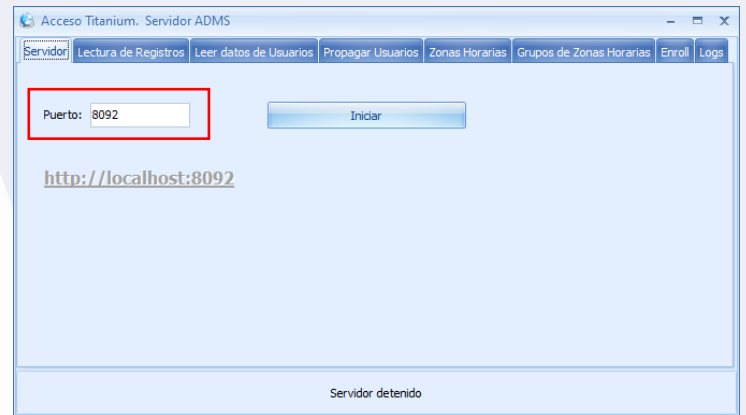 Acceso Titanium. Servidor ADMS
Servidor Lectura de Registros Leer datos de Usuarios Propagar Usuarios Zonas Horarias Grupos de Zonas Horarias Enroll Logs
Puerto: 8092 Iniciar
http://localhost:8092
Servidor detenido